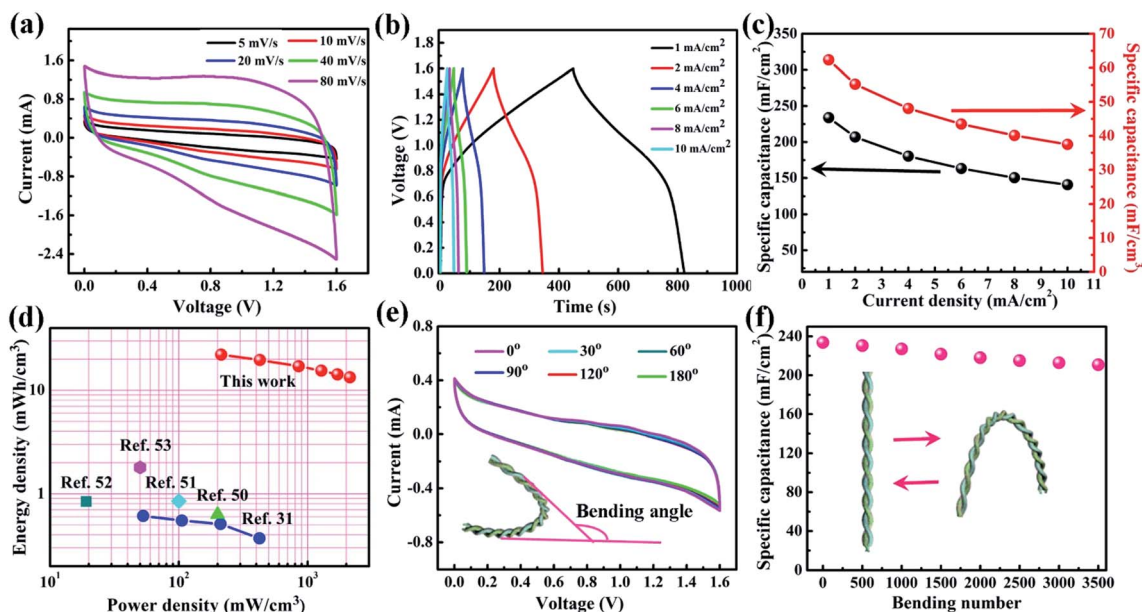 (a)
5 mV/s 10 mV/s
20 mV/s 40 mV/s
80 mV/s
1.6
0.8
0.0
-0.8
-1.6
-2.4
Current (mA)
0.0 0.4 0.8 1.2 1.6
Voltage (V)
(b)
1 mA/cm²
2 mA/cm²
4 mA/cm²
6 mA/cm²
8 mA/cm²
10 mA/cm²
2.0
1.8
1.6
1.4
1.2
1.0
0.8
0.6
0.4
0.2
0.0
Voltage (V)
0 200 400 600 800 1000
Time (s)
(c)
350
300
250
200
150
100
50
Specific capacitance (mF/cm²)
70
60
50
40
30
20
10
0
Specific capacitance (mF/cm³)
0 1 2 3 4 5 6 7 8 9 10 11
Current density (mA/cm²)
(d)
10
1
Energy density (mWh/cm³)
This work
Ref. 53
Ref. 52
Ref. 51
Ref. 50
Ref. 31
10¹ 10² 10³
Power density (mW/cm³)
(e)
0º 30º 60º
90º 120º 180º
0.8
0.4
0.0
-0.4
-0.8
Current (mA)
Bending angle
0.0 0.2 0.4 0.6 0.8 1.0 1.2 1.4 1.6
Voltage (V)
(f)
240
200
160
120
80
40
0
Specific capacitance (mF/cm²)
0 500 1000 1500 2000 2500 3000 3500
Bending number